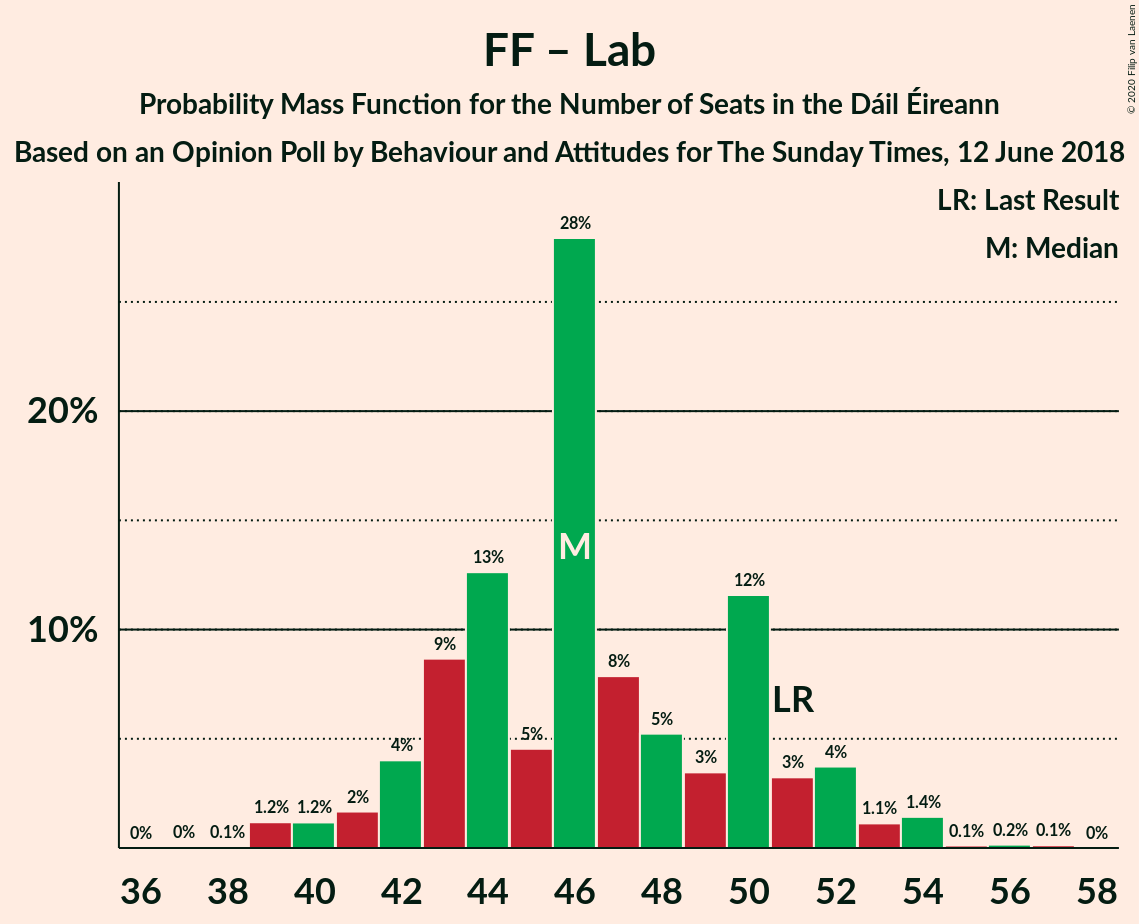 FF – Lab
Probability Mass Function for the Number of Seats in the Dáil Éireann
Based on an Opinion Poll by Behaviour and Attitudes for The Sunday Times, 12 June 2018
© 2020 Filip van Laenen
LR: Last Result
M: Median
28%
20%
13%
12%
M
10%
9%
8%
LR
5%
5%
4%
4%
3%
3%
2%
1.2%
1.2%
1.1%
1.4%
0%
0%
0.1%
0.1%
0.2%
0.1%
0%
36 38 40 42 44 46 48 50 52 54 56 58